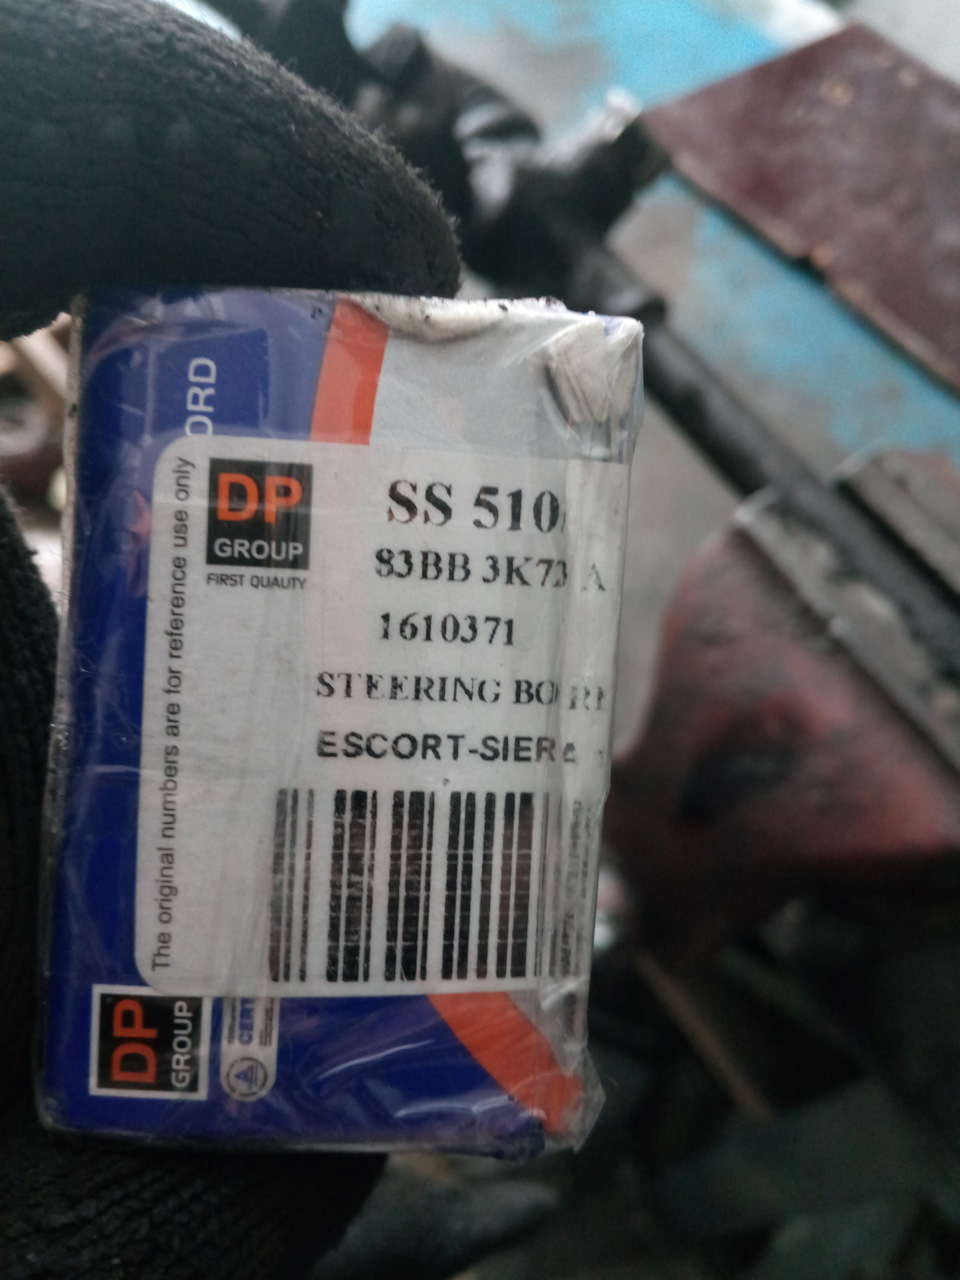 ORD
The original numbers are for reference use only
DP
GROUP
FIRST QUALITY
SS 510
83BB 3K73 A
1610371
STEERING
ESCORT-SIER
DP
GROUP
CERT